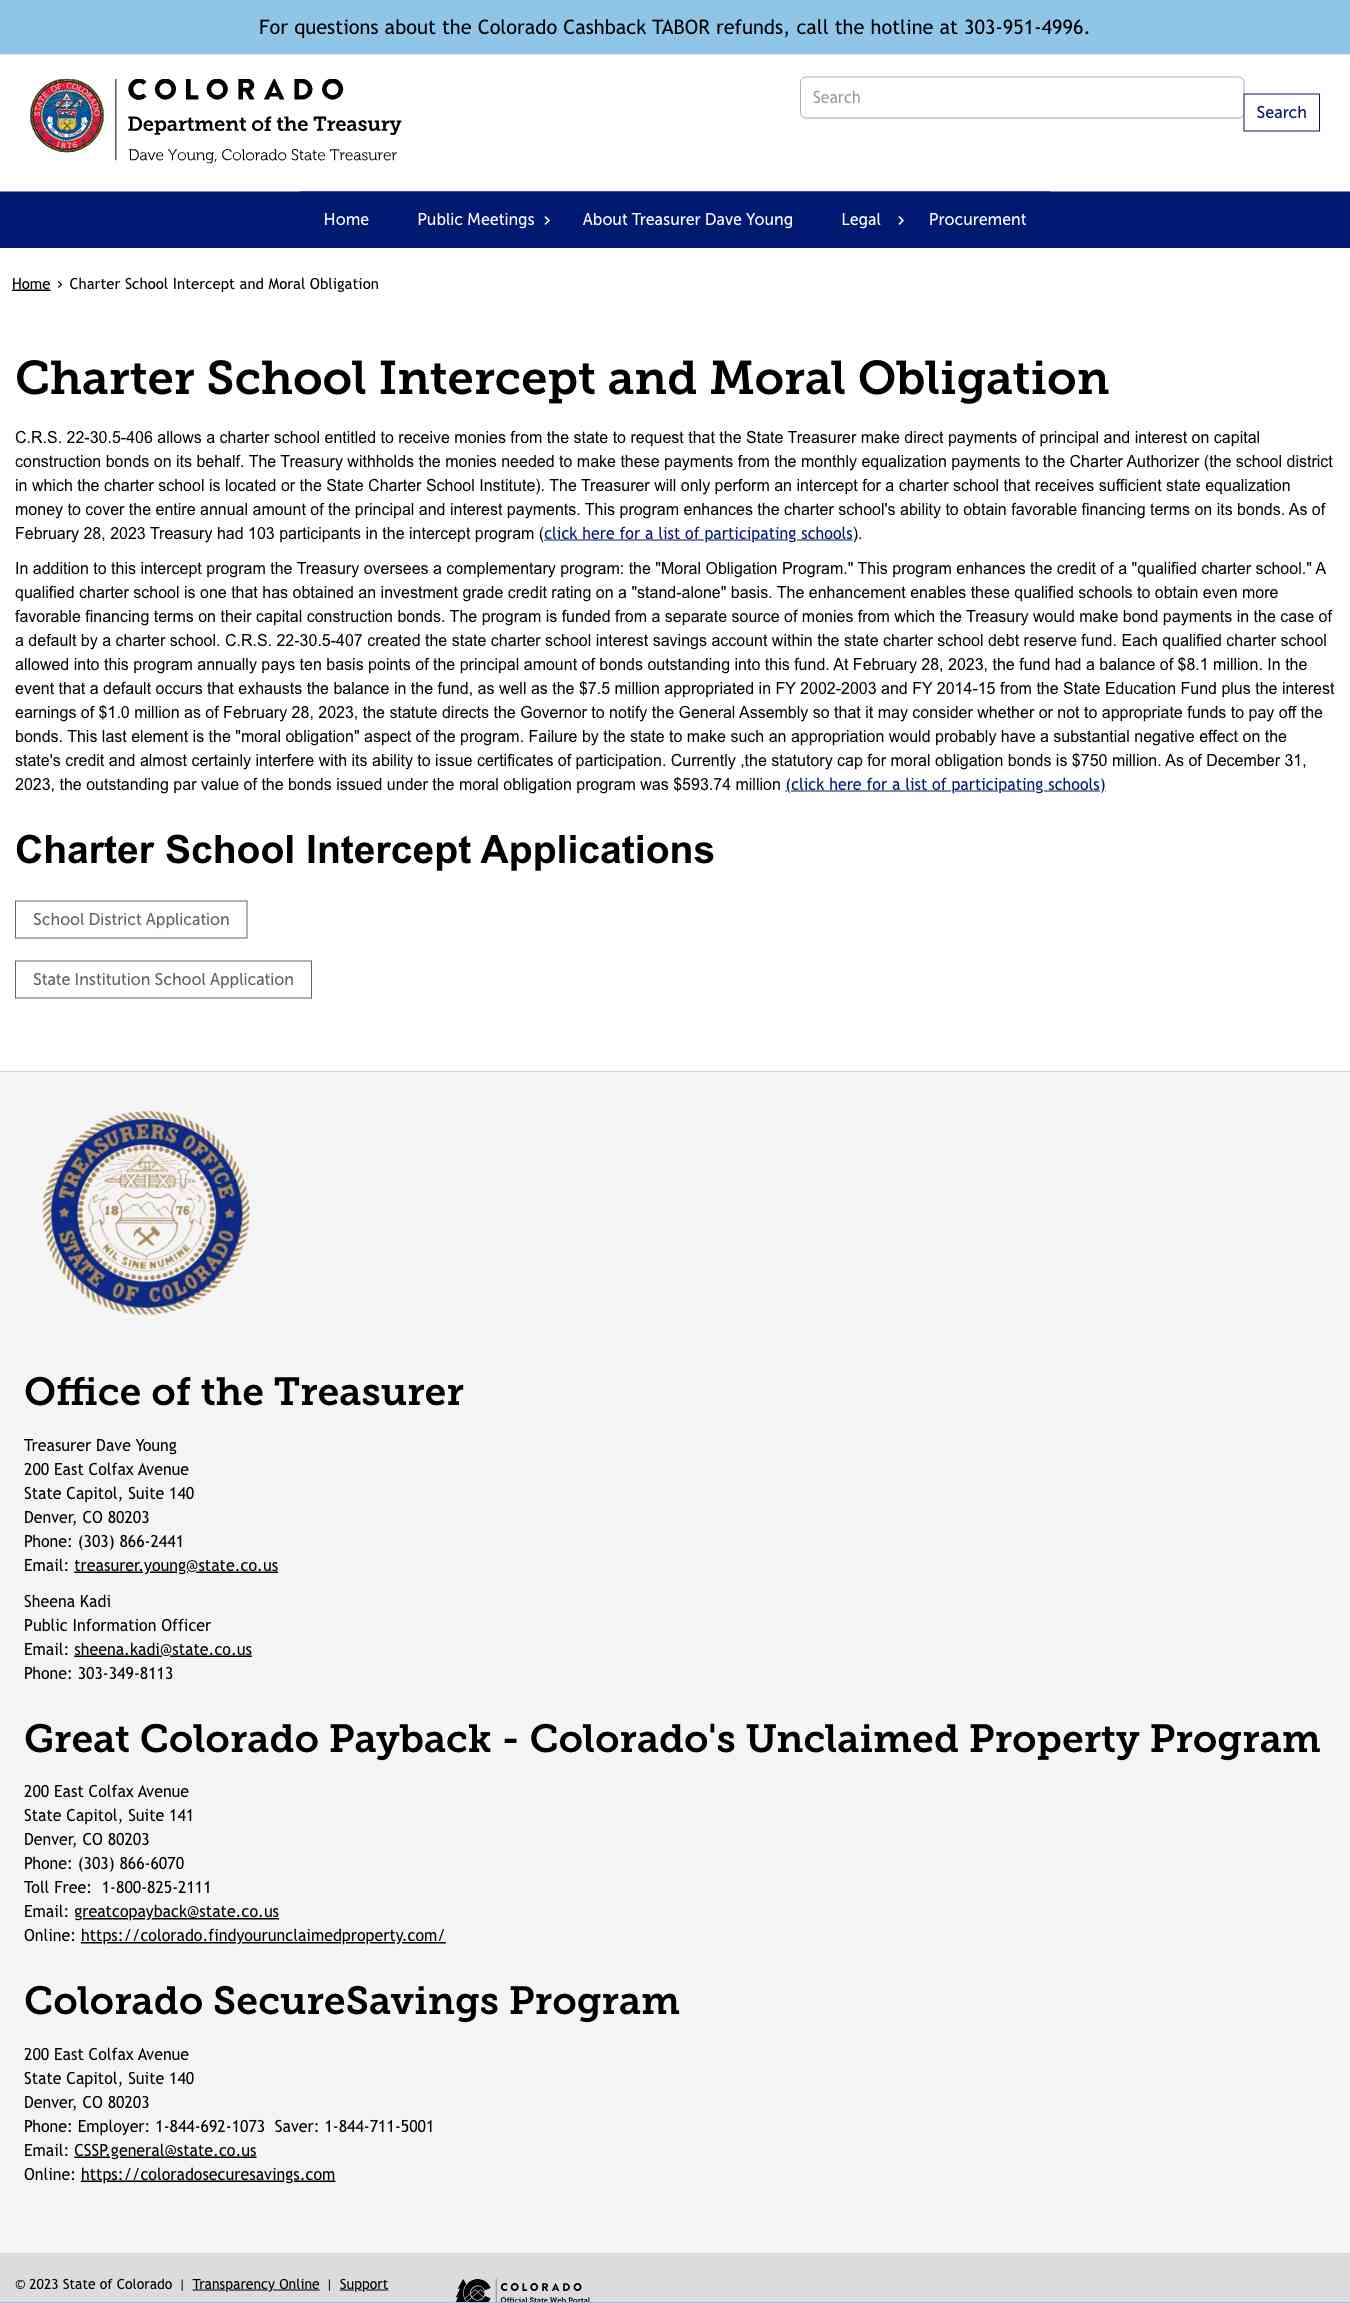 For questions about the Colorado Cashback TABOR refunds, call the hotline at 303-951-4996.
STATE OF COLORADO
1876
COLORADO
Department of the Treasury
Dave Young, Colorado State Treasurer
Search
Search
Home Public Meetings › About Treasurer Dave Young Legal › Procurement
Home › Charter School Intercept and Moral Obligation
Charter School Intercept and Moral Obligation
C.R.S. 22-30.5-406 allows a charter school entitled to receive monies from the state to request that the State Treasurer make direct payments of principal and interest on capital
construction bonds on its behalf. The Treasury withholds the monies needed to make these payments from the monthly equalization payments to the Charter Authorizer (the school district
in which the charter school is located or the State Charter School Institute). The Treasurer will only perform an intercept for a charter school that receives sufficient state equalization
money to cover the entire annual amount of the principal and interest payments. This program enhances the charter school's ability to obtain favorable financing terms on its bonds. As of
February 28, 2023 Treasury had 103 participants in the intercept program (click here for a list of participating schools).
In addition to this intercept program the Treasury oversees a complementary program: the "Moral Obligation Program." This program enhances the credit of a "qualified charter school." A
qualified charter school is one that has obtained an investment grade credit rating on a "stand-alone" basis. The enhancement enables these qualified schools to obtain even more
favorable financing terms on their capital construction bonds. The program is funded from a separate source of monies from which the Treasury would make bond payments in the case of
a default by a charter school. C.R.S. 22-30.5-407 created the state charter school interest savings account within the state charter school debt reserve fund. Each qualified charter school
allowed into this program annually pays ten basis points of the principal amount of bonds outstanding into this fund. At February 28, 2023, the fund had a balance of $8.1 million. In the
event that a default occurs that exhausts the balance in the fund, as well as the $7.5 million appropriated in FY 2002-2003 and FY 2014-15 from the State Education Fund plus the interest
earnings of $1.0 million as of February 28, 2023, the statute directs the Governor to notify the General Assembly so that it may consider whether or not to appropriate funds to pay off the
bonds. This last element is the "moral obligation" aspect of the program. Failure by the state to make such an appropriation would probably have a substantial negative effect on the
state's credit and almost certainly interfere with its ability to issue certificates of participation. Currently ,the statutory cap for moral obligation bonds is $750 million. As of December 31,
2023, the outstanding par value of the bonds issued under the moral obligation program was $593.74 million (click here for a list of participating schools)
Charter School Intercept Applications
School District Application
State Institution School Application
TREASURERS OFFICE
18 76
NIL SINE NUMINE
STATE OF COLORADO
Office of the Treasurer
Treasurer Dave Young
200 East Colfax Avenue
State Capitol, Suite 140
Denver, CO 80203
Phone: (303) 866-2441
Email: treasurer.young@state.co.us
Sheena Kadi
Public Information Officer
Email: sheena.kadi@state.co.us
Phone: 303-349-8113
Great Colorado Payback - Colorado's Unclaimed Property Program
200 East Colfax Avenue
State Capitol, Suite 141
Denver, CO 80203
Phone: (303) 866-6070
Toll Free:  1-800-825-2111
Email: greatcopayback@state.co.us
Online: https://colorado.findyourunclaimedproperty.com/
Colorado SecureSavings Program
200 East Colfax Avenue
State Capitol, Suite 140
Denver, CO 80203
Phone: Employer: 1-844-692-1073  Saver: 1-844-711-5001
Email: CSSP.general@state.co.us
Online: https://coloradosecuresavings.com
© 2023 State of Colorado | Transparency Online | Support
COLORADO
Official State Web Portal